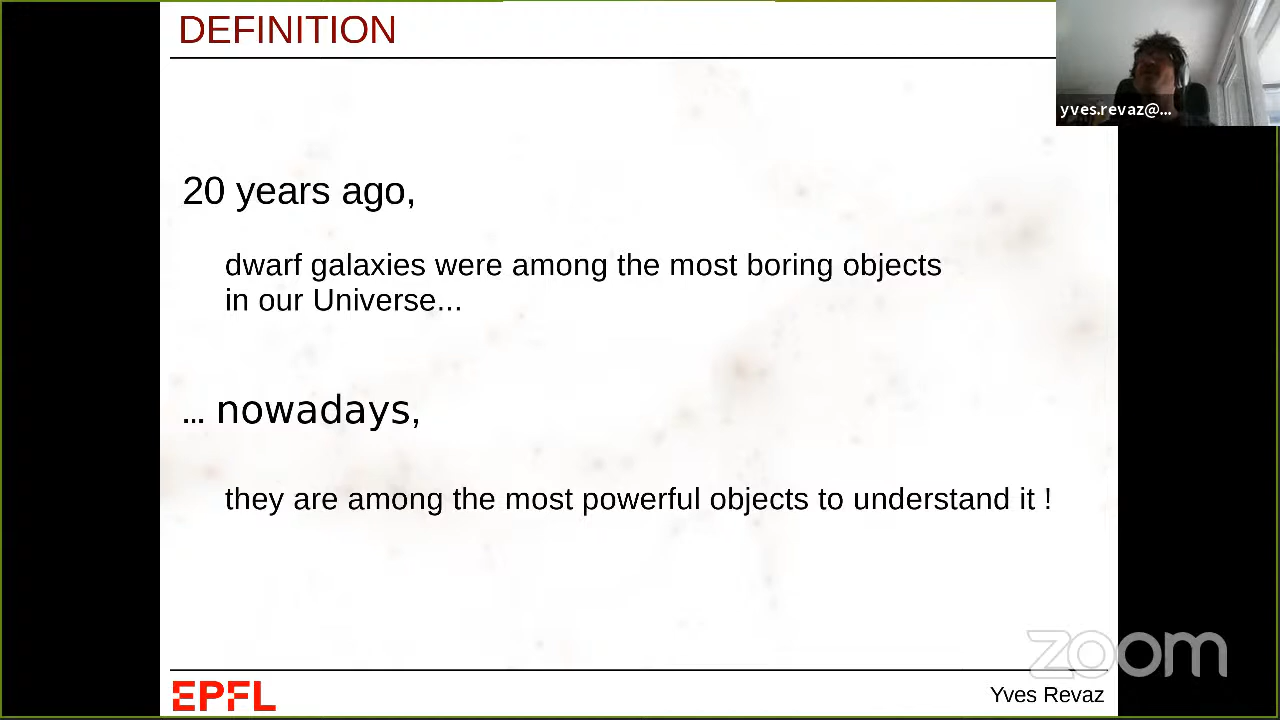 DEFINITION
yves.revaz@...
20 years ago,
dwarf galaxies were among the most boring objects
in our Universe...
... nowadays,
they are among the most powerful objects to understand it !
zoom
EPFL
Yves Revaz